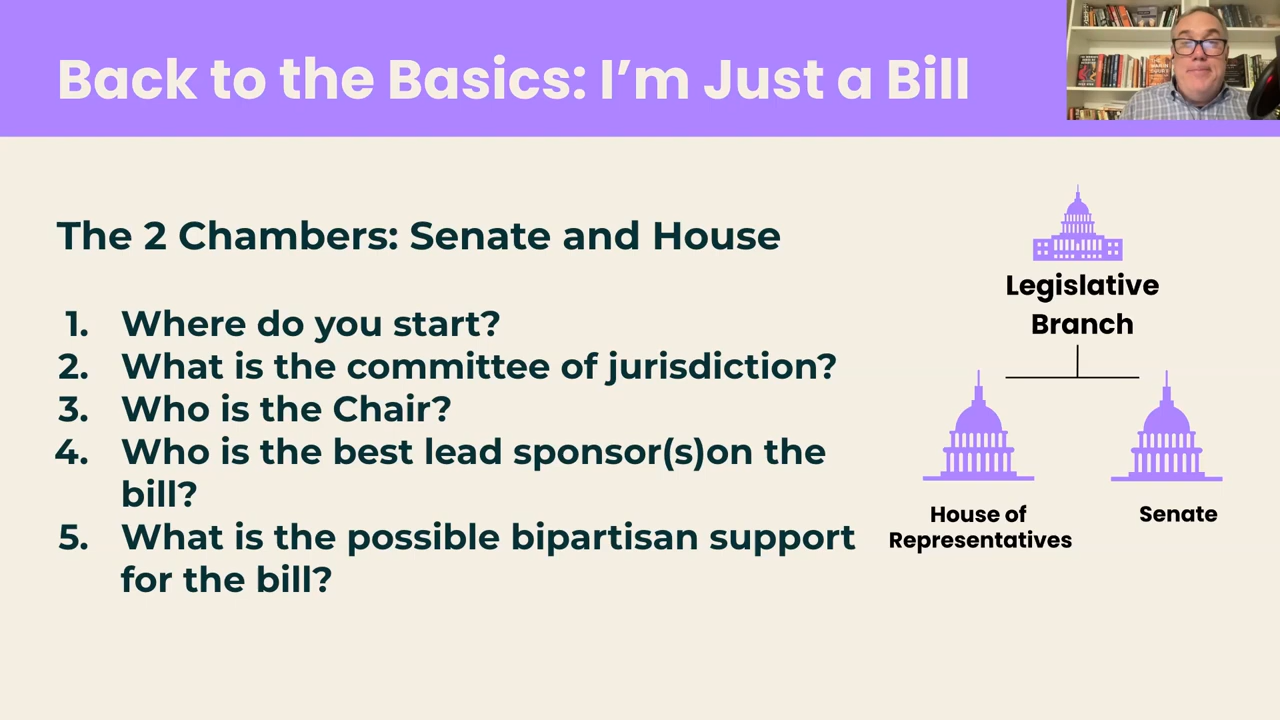 Back to the Basics: I’m Just a Bill
The 2 Chambers: Senate and House
1. Where do you start?
2. What is the committee of jurisdiction?
3. Who is the Chair?
4. Who is the best lead sponsor(s)on the
bill?
5. What is the possible bipartisan support
for the bill?
Legislative
Branch
House of
Representatives
Senate